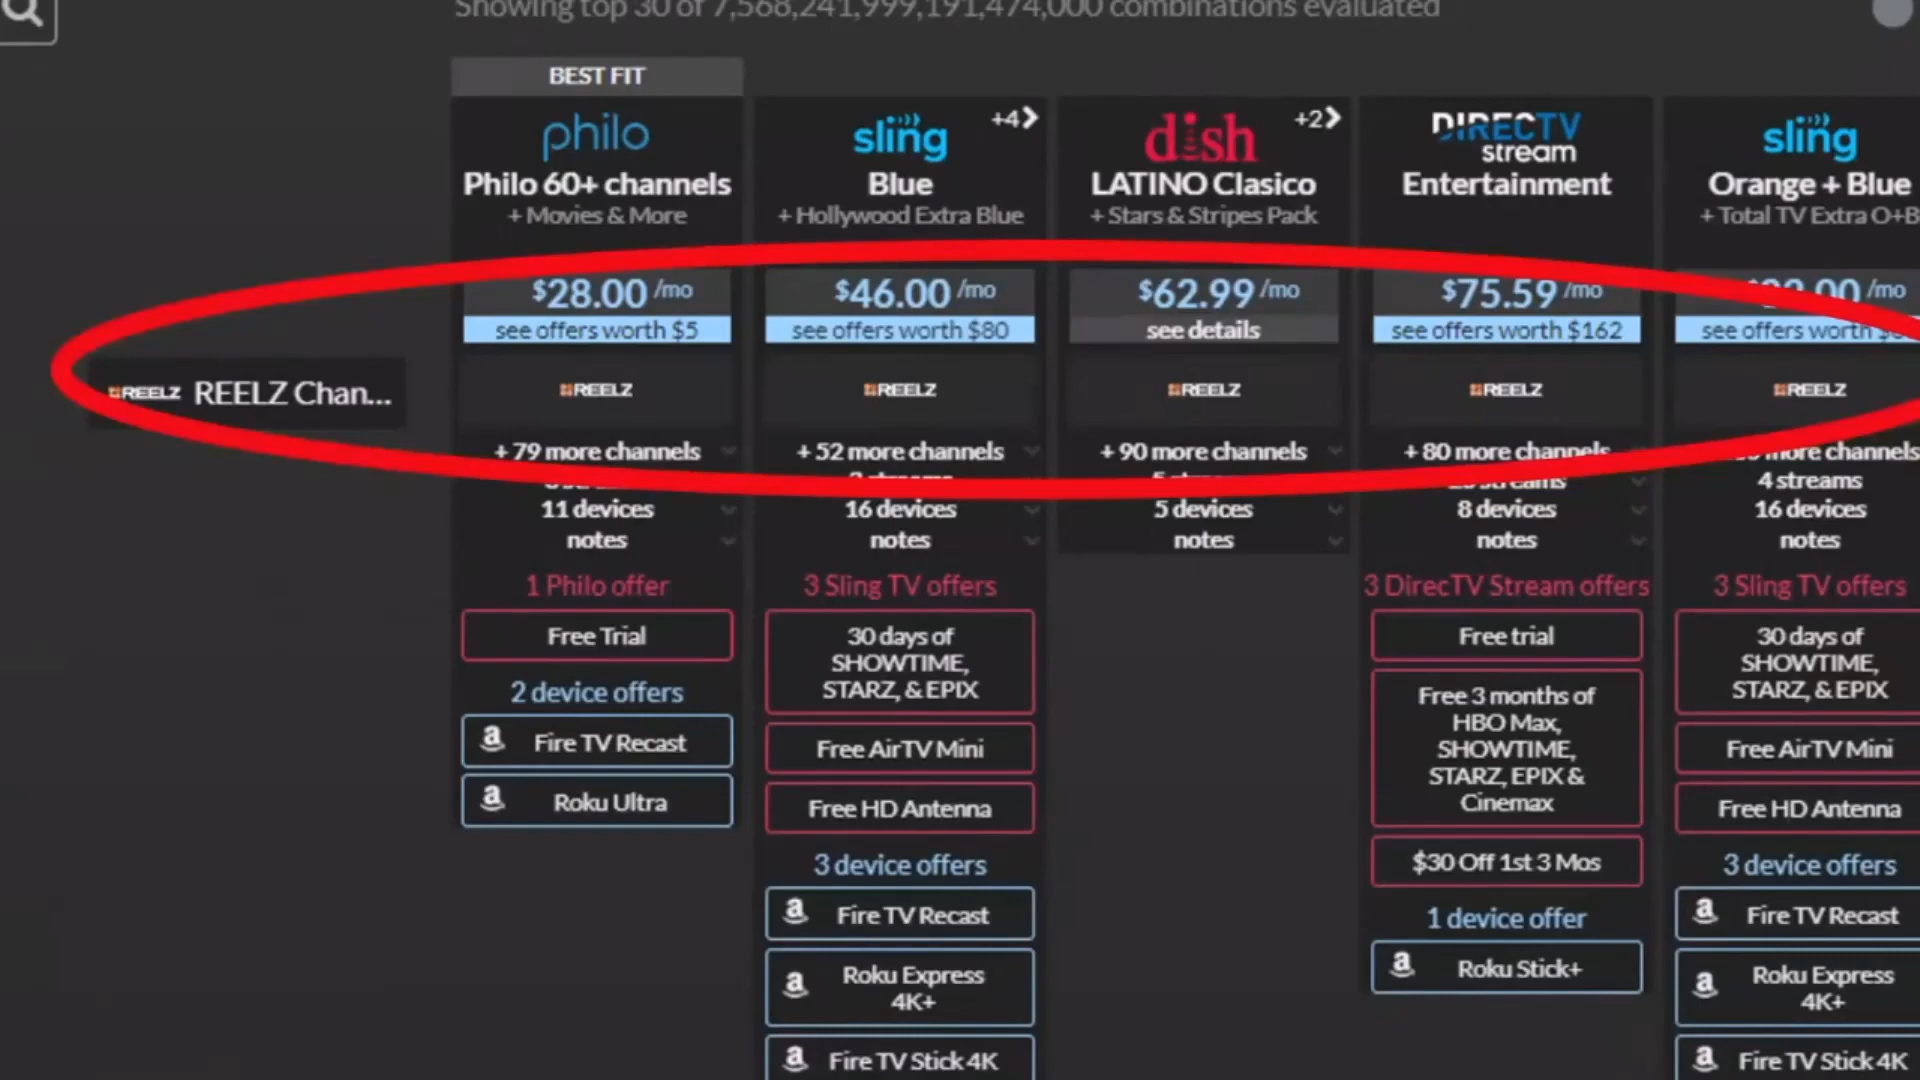 Showing top 30 of 7,568,241,999,191,474,000 combinations evaluated
BEST FIT
philo
Philo 60+ channels
+ Movies & More
$28.00 /mo
see offers worth $5
REELZ
+ 79 more channels
11 devices
notes
1 Philo offer
Free Trial
2 device offers
Fire TV Recast
Roku Ultra
+4
sling
Blue
+ Hollywood Extra Blue
$46.00 /mo
see offers worth $80
REELZ
+ 52 more channels
16 devices
notes
3 Sling TV offers
30 days of
SHOWTIME,
STARZ, & EPIX
Free AirTV Mini
Free HD Antenna
3 device offers
Fire TV Recast
Roku Express
4K+
Fire TV Stick 4K
+2
dish
LATINO Clasico
+ Stars & Stripes Pack
$62.99 /mo
see details
REELZ
+ 90 more channels
5 devices
notes
DIRECTV
stream
Entertainment
$75.59 /mo
see offers worth $162
REELZ
+ 80 more channels
streams
8 devices
notes
3 DirecTV Stream offers
Free trial
Free 3 months of
HBO Max,
SHOWTIME,
STARZ, EPIX &
Cinemax
$30 Off 1st 3 Mos
1 device offer
Roku Stick+
sling
Orange + Blue
+ Total TV Extra O+B
/mo
see offers worth
REELZ
more channels
4 streams
16 devices
notes
3 Sling TV offers
30 days of
SHOWTIME,
STARZ, & EPIX
Free AirTV Mini
Free HD Antenna
3 device offers
Fire TV Recast
Roku Express
4K+
Fire TV Stick 4K
REELZ REELZ Chan...